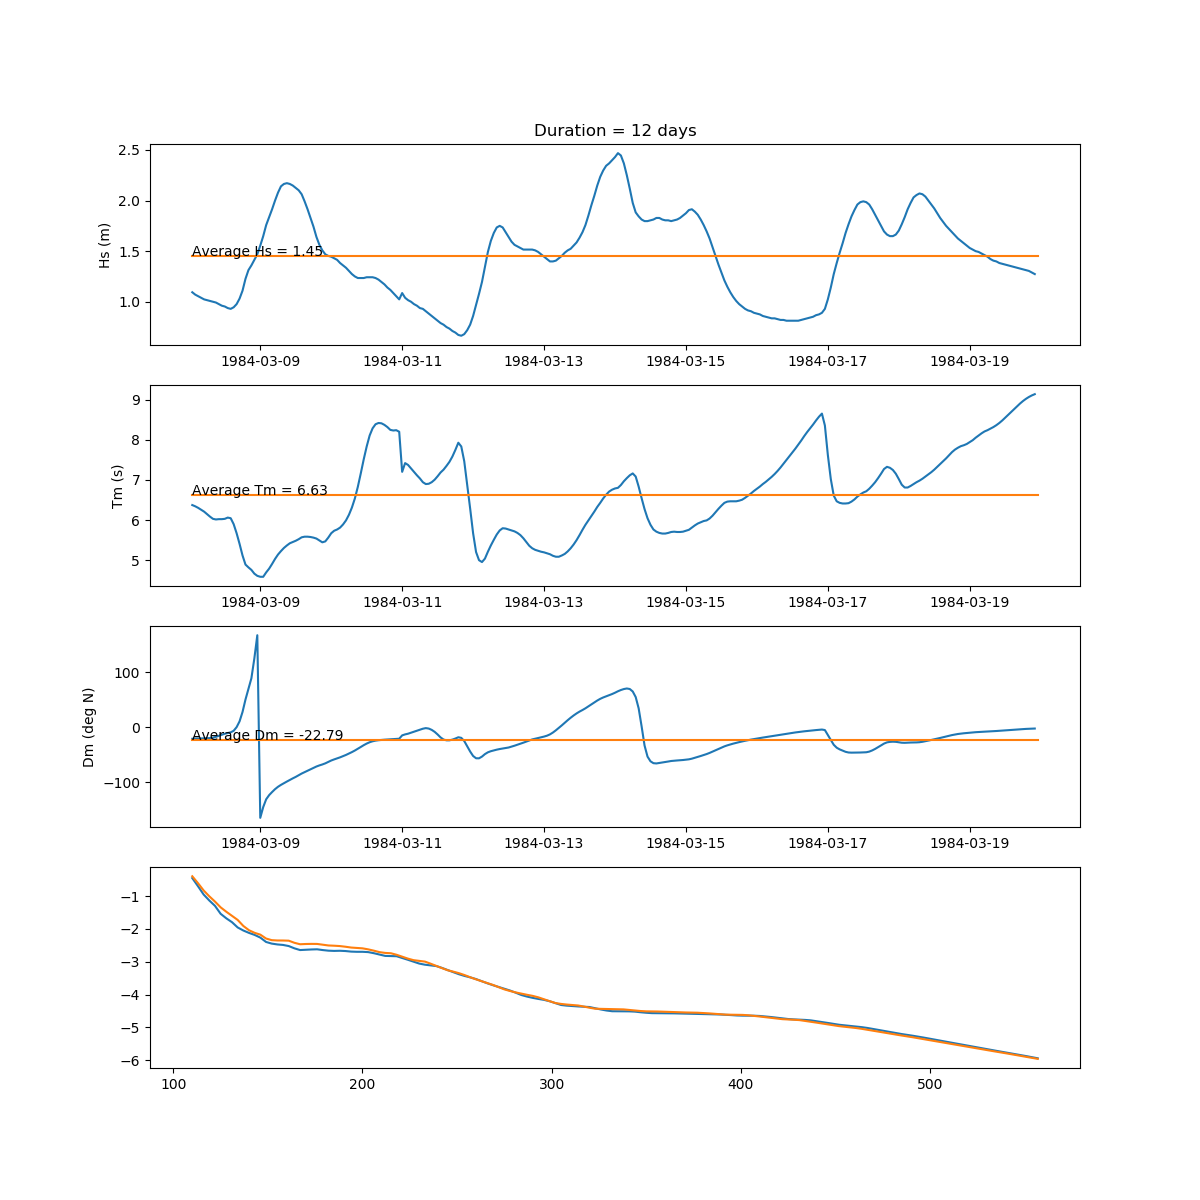 Duration = 12 days
2.5
2.0
1.5
1.0
Hs (m)
Average Hs = 1.45
1984-03-09 1984-03-11 1984-03-13 1984-03-15 1984-03-17 1984-03-19
9
8
7
6
5
Tm (s)
Average Tm = 6.63
1984-03-09 1984-03-11 1984-03-13 1984-03-15 1984-03-17 1984-03-19
100
0
−100
Dm (deg N)
Average Dm = -22.79
1984-03-09 1984-03-11 1984-03-13 1984-03-15 1984-03-17 1984-03-19
−1
−2
−3
−4
−5
−6
100 200 300 400 500